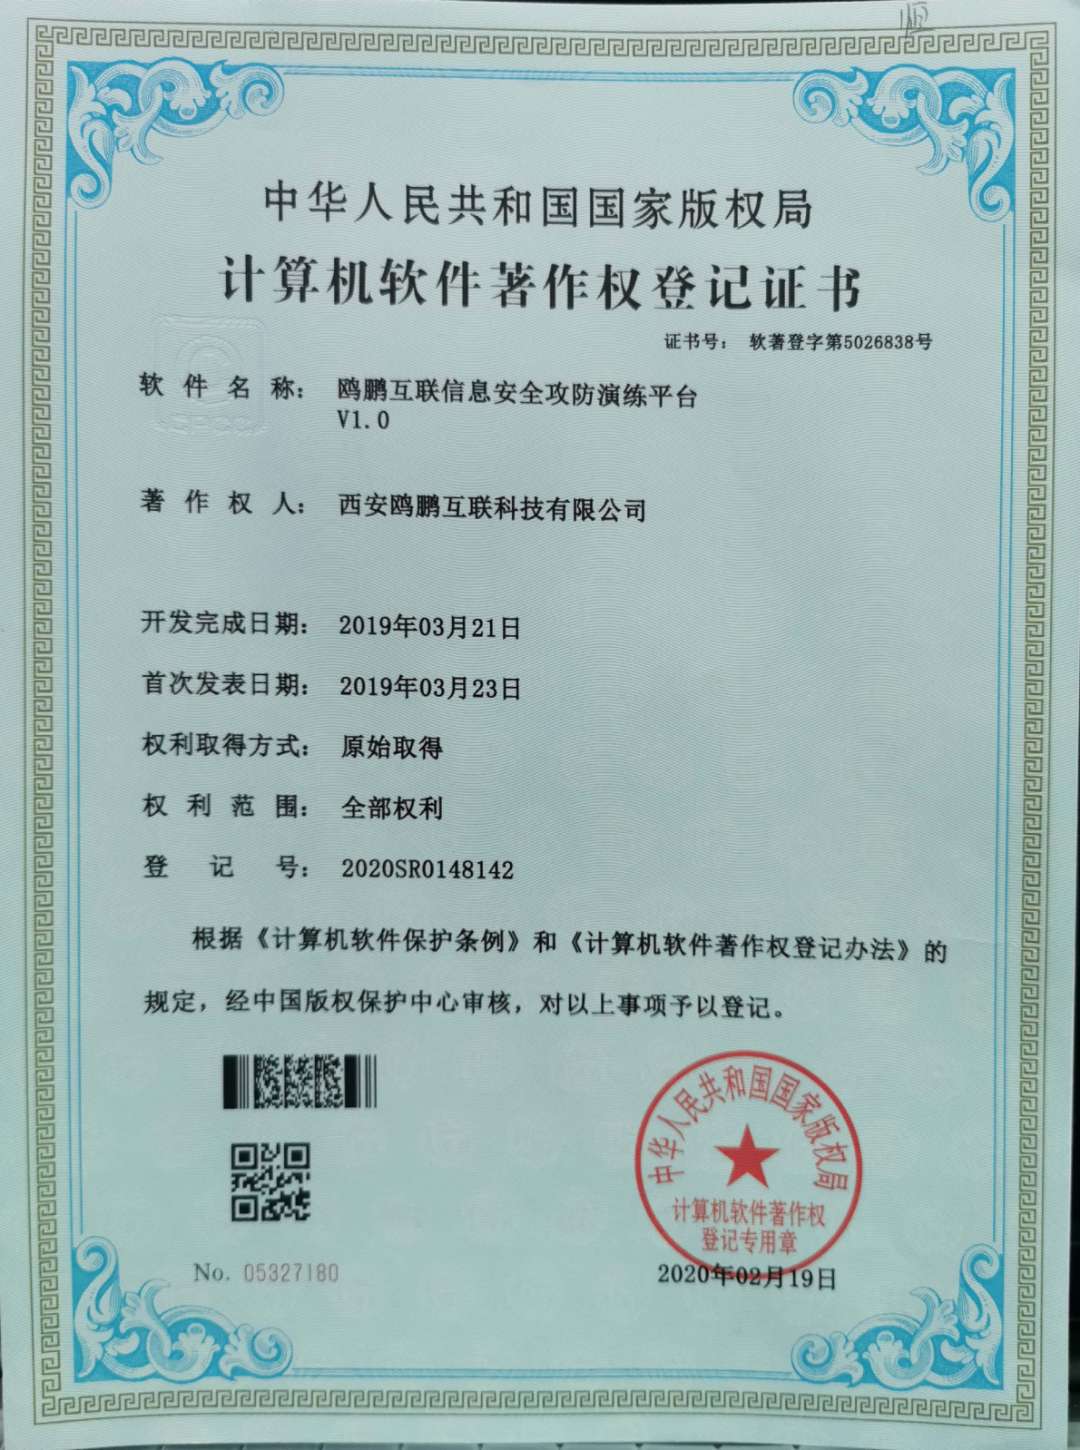 中华人民共和国国家版权局
计算机软件著作权登记证书
证书号： 软著登字第5026838号
软件名称： 鸥鹏互联信息安全攻防演练平台
V1.0
著作权人： 西安鸥鹏互联科技有限公司
开发完成日期： 2019年03月21日
首次发表日期： 2019年03月23日
权利取得方式： 原始取得
权利范围： 全部权利
登记号： 2020SR0148142
根据《计算机软件保护条例》和《计算机软件著作权登记办法》的
规定，经中国版权保护中心审核，对以上事项予以登记。
中华人民共和国国家版权局
计算机软件著作权
登记专用章
No. 05327180
2020年02月19日